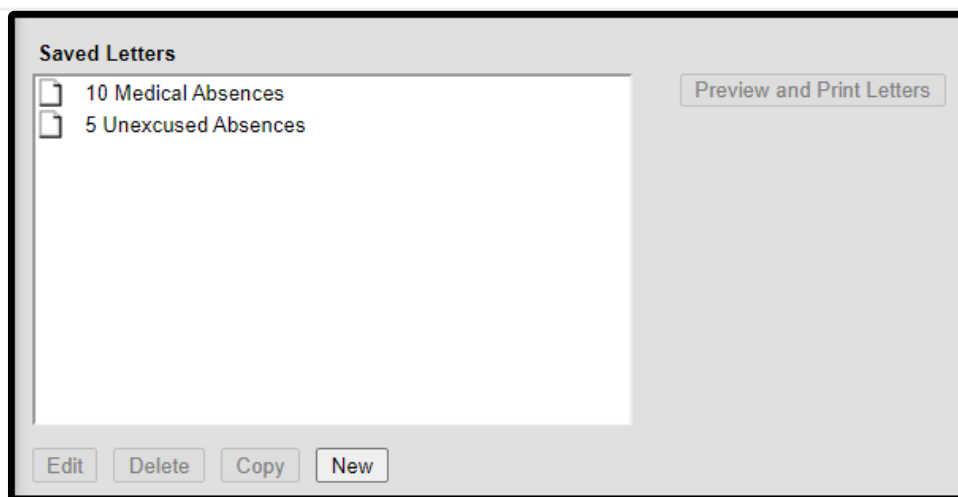 Saved Letters
10 Medical Absences
5 Unexcused Absences
Preview and Print Letters
Edit Delete Copy New